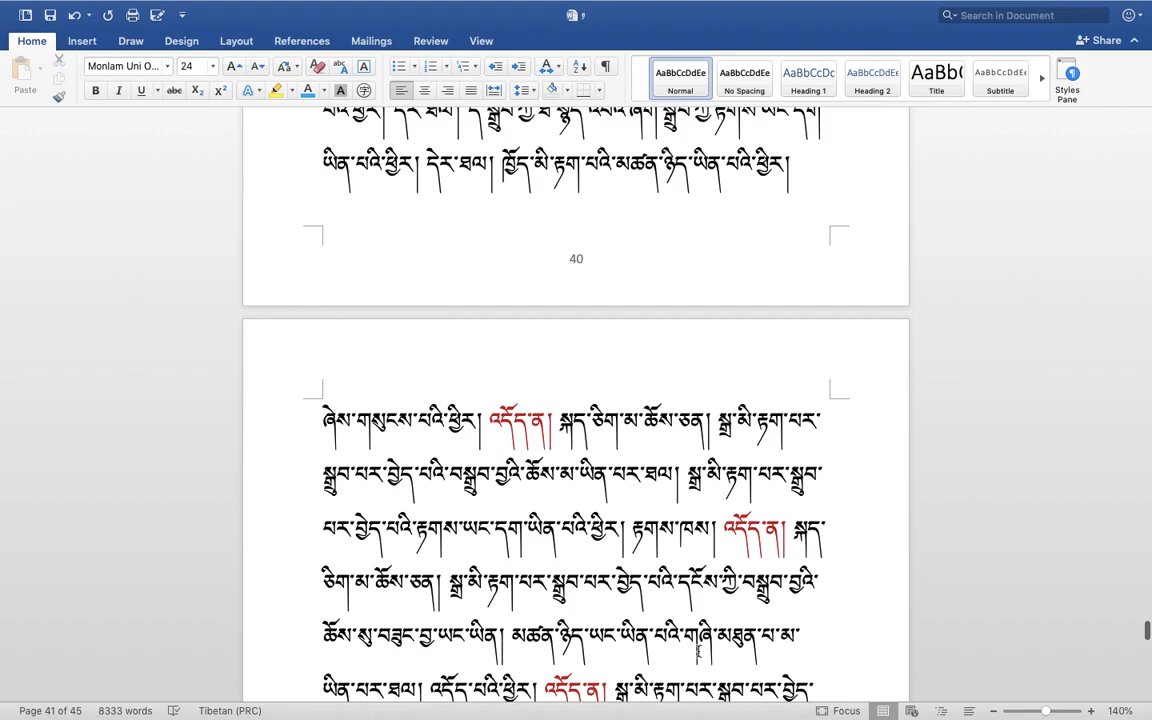 Search in Document
Home Insert Draw Design Layout References Mailings Review View
Share
Paste
Monlam Uni O... 24
AaBbCcDdEe AaBbCcDdEe AaBbCcDc AaBbCcDdEe AaBb( AaBbCcDdEe
Normal No Spacing Heading 1 Heading 2 Title Subtitle
Styles Pane
ཡིན་པའི་ཕྱིར། དེར་ཐལ། ཁྱོད་མི་རྟག་པའི་མཚན་ཉིད་ཡིན་པའི་ཕྱིར།
40
ཞེས་གསུངས་པའི་ཕྱིར། འདོད་ན། སྐད་ཅིག་མ་ཆོས་ཅན། སྒྲ་མི་རྟག་པར་
སྒྲུབ་པར་བྱེད་པའི་བསྒྲུབ་བྱའི་ཆོས་མ་ཡིན་པར་ཐལ། སྒྲ་མི་རྟག་པར་སྒྲུབ་
པར་བྱེད་པའི་རྟགས་ཡང་དག་ཡིན་པའི་ཕྱིར། རྟགས་ཁས། འདོད་ན། སྐད་
ཅིག་མ་ཆོས་ཅན། སྒྲ་མི་རྟག་པར་སྒྲུབ་པར་བྱེད་པའི་དངོས་ཀྱི་བསྒྲུབ་བྱའི་
ཆོས་སུ་བཟུང་བྱ་ཡང་ཡིན། མཚན་ཉིད་ཡང་ཡིན་པའི་གཞི་མཐུན་པ་མ་
ཡིན་པར་ཐལ། འདོད་པའི་ཕྱིར། འདོད་ན། སྒྲ་མི་རྟག་པར་སྒྲུབ་པར་བྱེད་
Page 41 of 45 8333 words Tibetan (PRC) Focus 140%